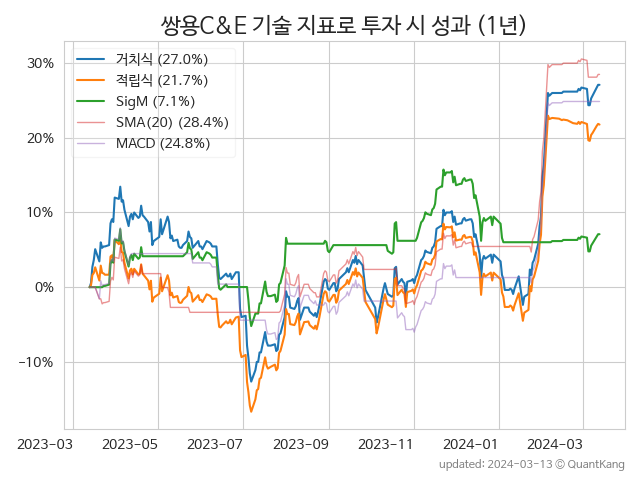 쌍용C&E 기술 지표로 투자 시 성과 (1년)
거치식 (27.0%)
적립식 (21.7%)
SigM (7.1%)
SMA(20) (28.4%)
MACD (24.8%)
30%
20%
10%
0%
−10%
2023-03 2023-05 2023-07 2023-09 2023-11 2024-01 2024-03
updated: 2024-03-13 ⓒ QuantKang